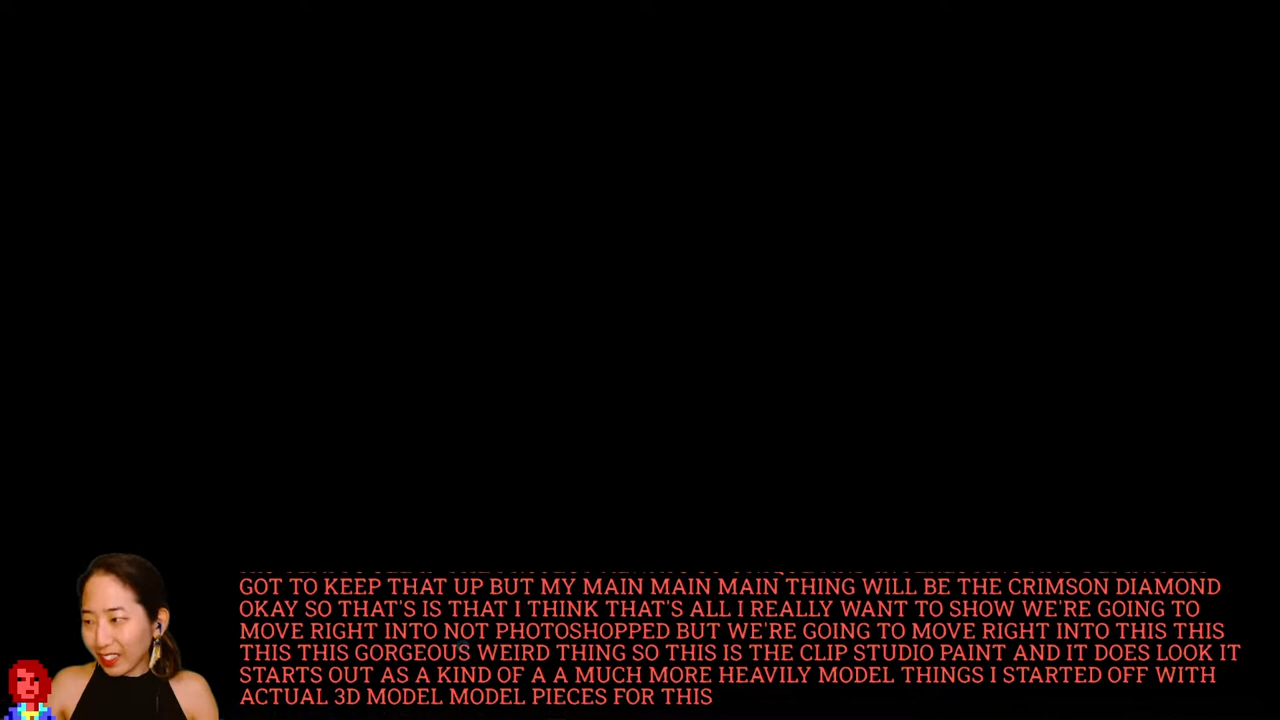 GOT TO KEEP THAT UP BUT MY MAIN MAIN MAIN THING WILL BE THE CRIMSON DIAMOND
OKAY SO THAT'S IS THAT I THINK THAT'S ALL I REALLY WANT TO SHOW WE'RE GOING TO
MOVE RIGHT INTO NOT PHOTOSHOPPED BUT WE'RE GOING TO MOVE RIGHT INTO THIS THIS
THIS THIS GORGEOUS WEIRD THING SO THIS IS THE CLIP STUDIO PAINT AND IT DOES LOOK IT
STARTS OUT AS A KIND OF A A MUCH MORE HEAVILY MODEL THINGS I STARTED OFF WITH
ACTUAL 3D MODEL MODEL PIECES FOR THIS